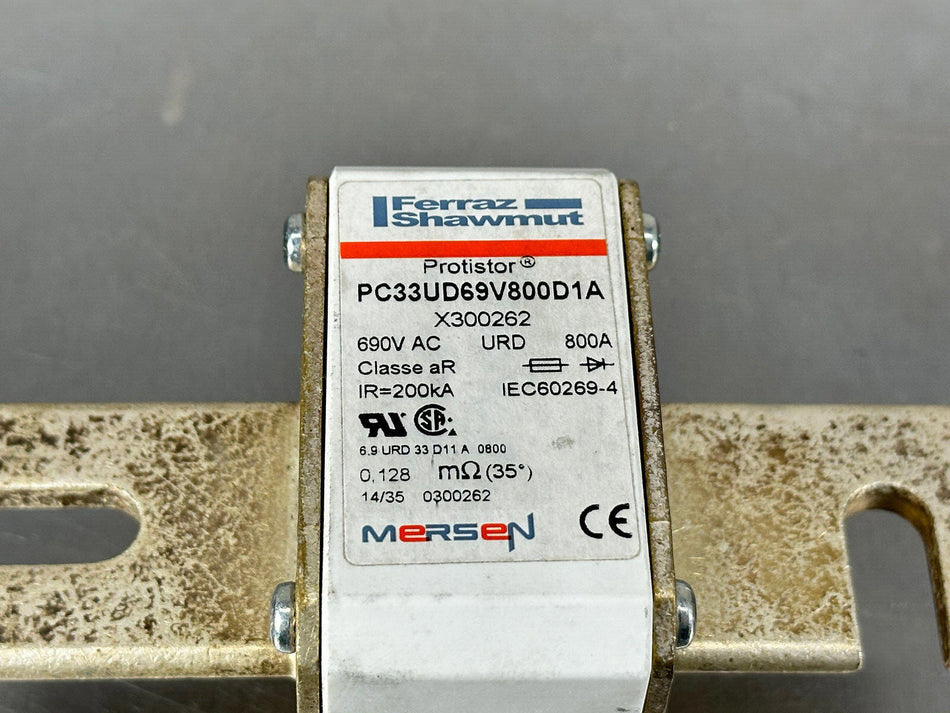 Ferraz
Shawmut
Protistor®
PC33UD69V800D1A
X300262
690V AC URD 800A
Classe aR
IR=200kA IEC60269-4
6.9 URD 33 D11 A 0800
0,128 mΩ (35°)
14/35 0300262
MERSEN CE